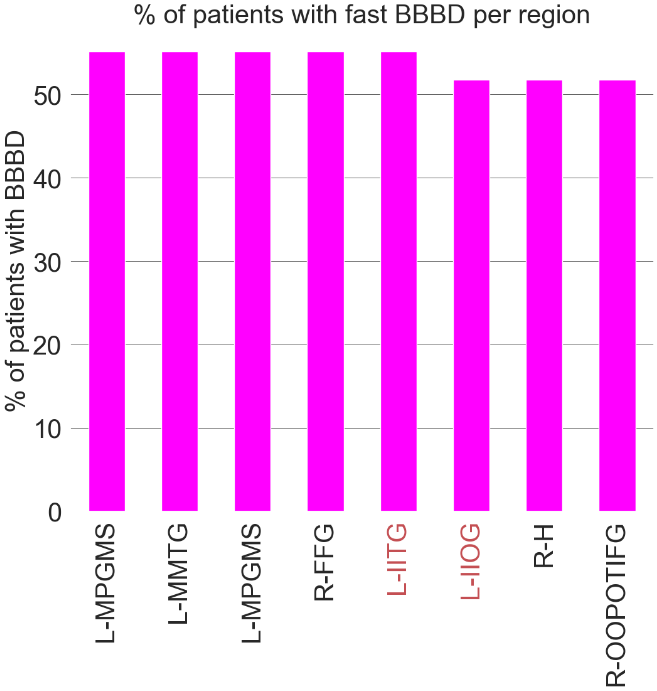 % of patients with fast BBBD per region
% of patients with BBBD
50
40
30
20
10
0
L-MPGMS
L-MMTG
L-MPGMS
R-FFG
L-IITG
L-IIOG
R-H
R-OOPOTIFG